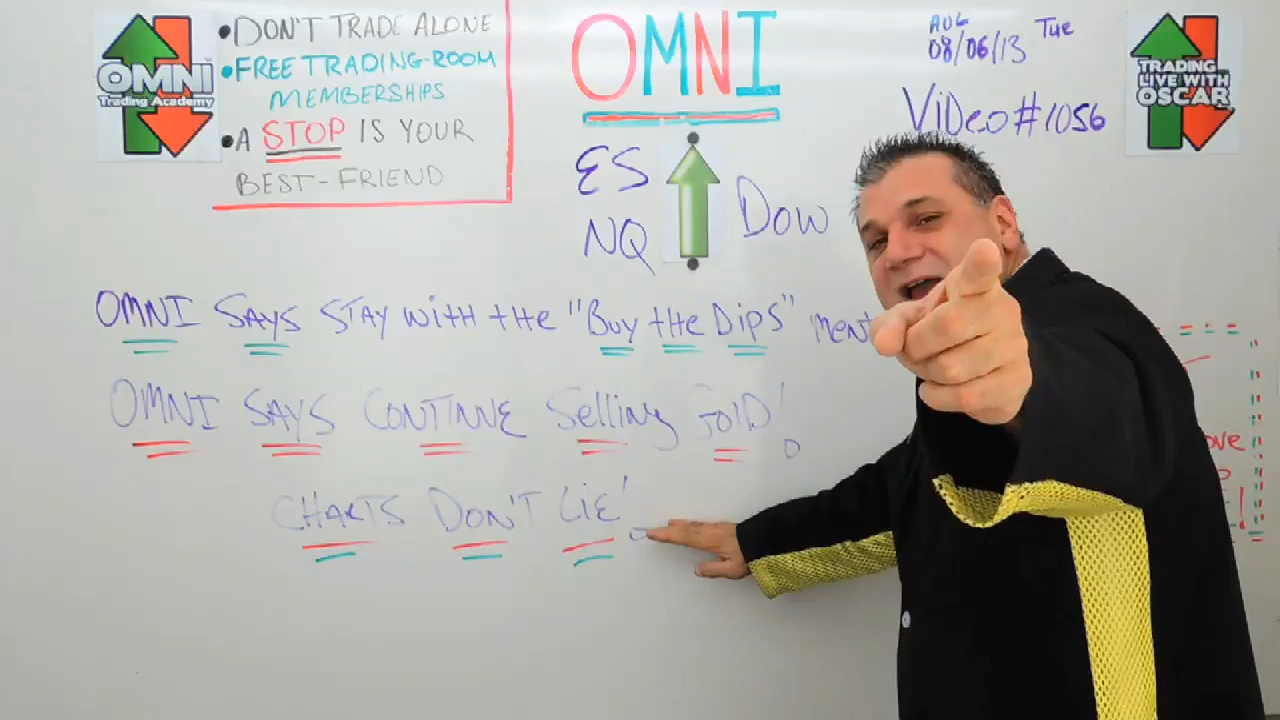 OMNI
Trading Academy
•DON'T TRADE ALONE
•FREE TRADING-ROOM
MEMBERSHIPS
•A STOP IS YOUR
BEST-FRIEND
OMNI
ES
NQ
DOW
AUG
08/06/13 Tue
ViDeo #1056
TRADING
LIVE WITH
OSCAR
OMNI SAYS STAY WITH tHe "Buy tHe Dips" ment
OMNI SAYS CONTINUE Selling GOlD!
CHARTS DON'T Lie!